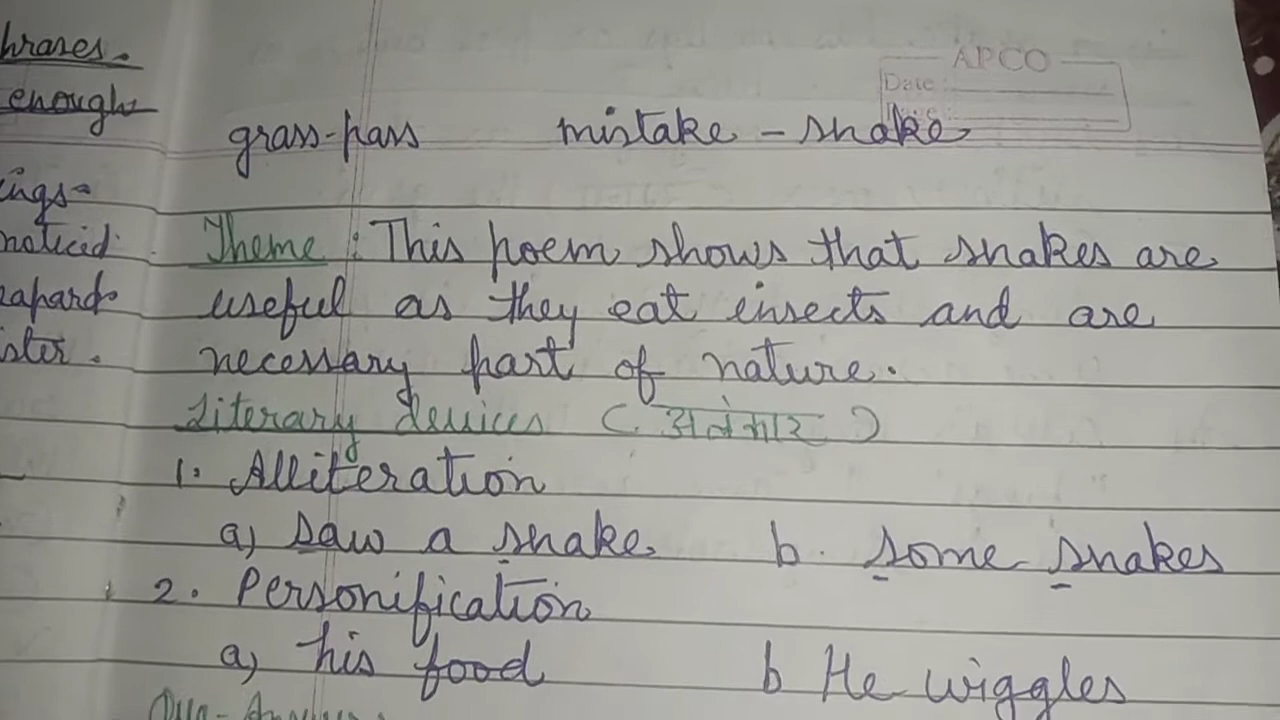 hrases.
enough
APCO
Date
grass-pass mistake - snake
ings-
noticid
Theme : This poem shows that snakes are
useful as they eat insects and are
ister. necessary part of nature.
Literary devices (अलंकार)
1. Alliteration
a) saw a snake b. some snakes
2. Personification
a) his food b He wiggles